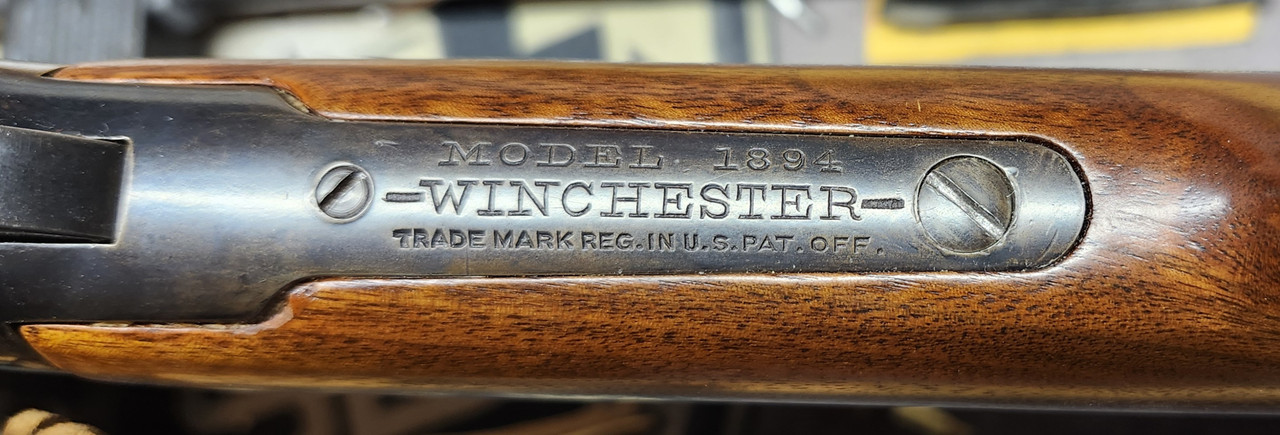 MODEL 1894
-WINCHESTER-
TRADE MARK REG. IN U.S. PAT. OFF.